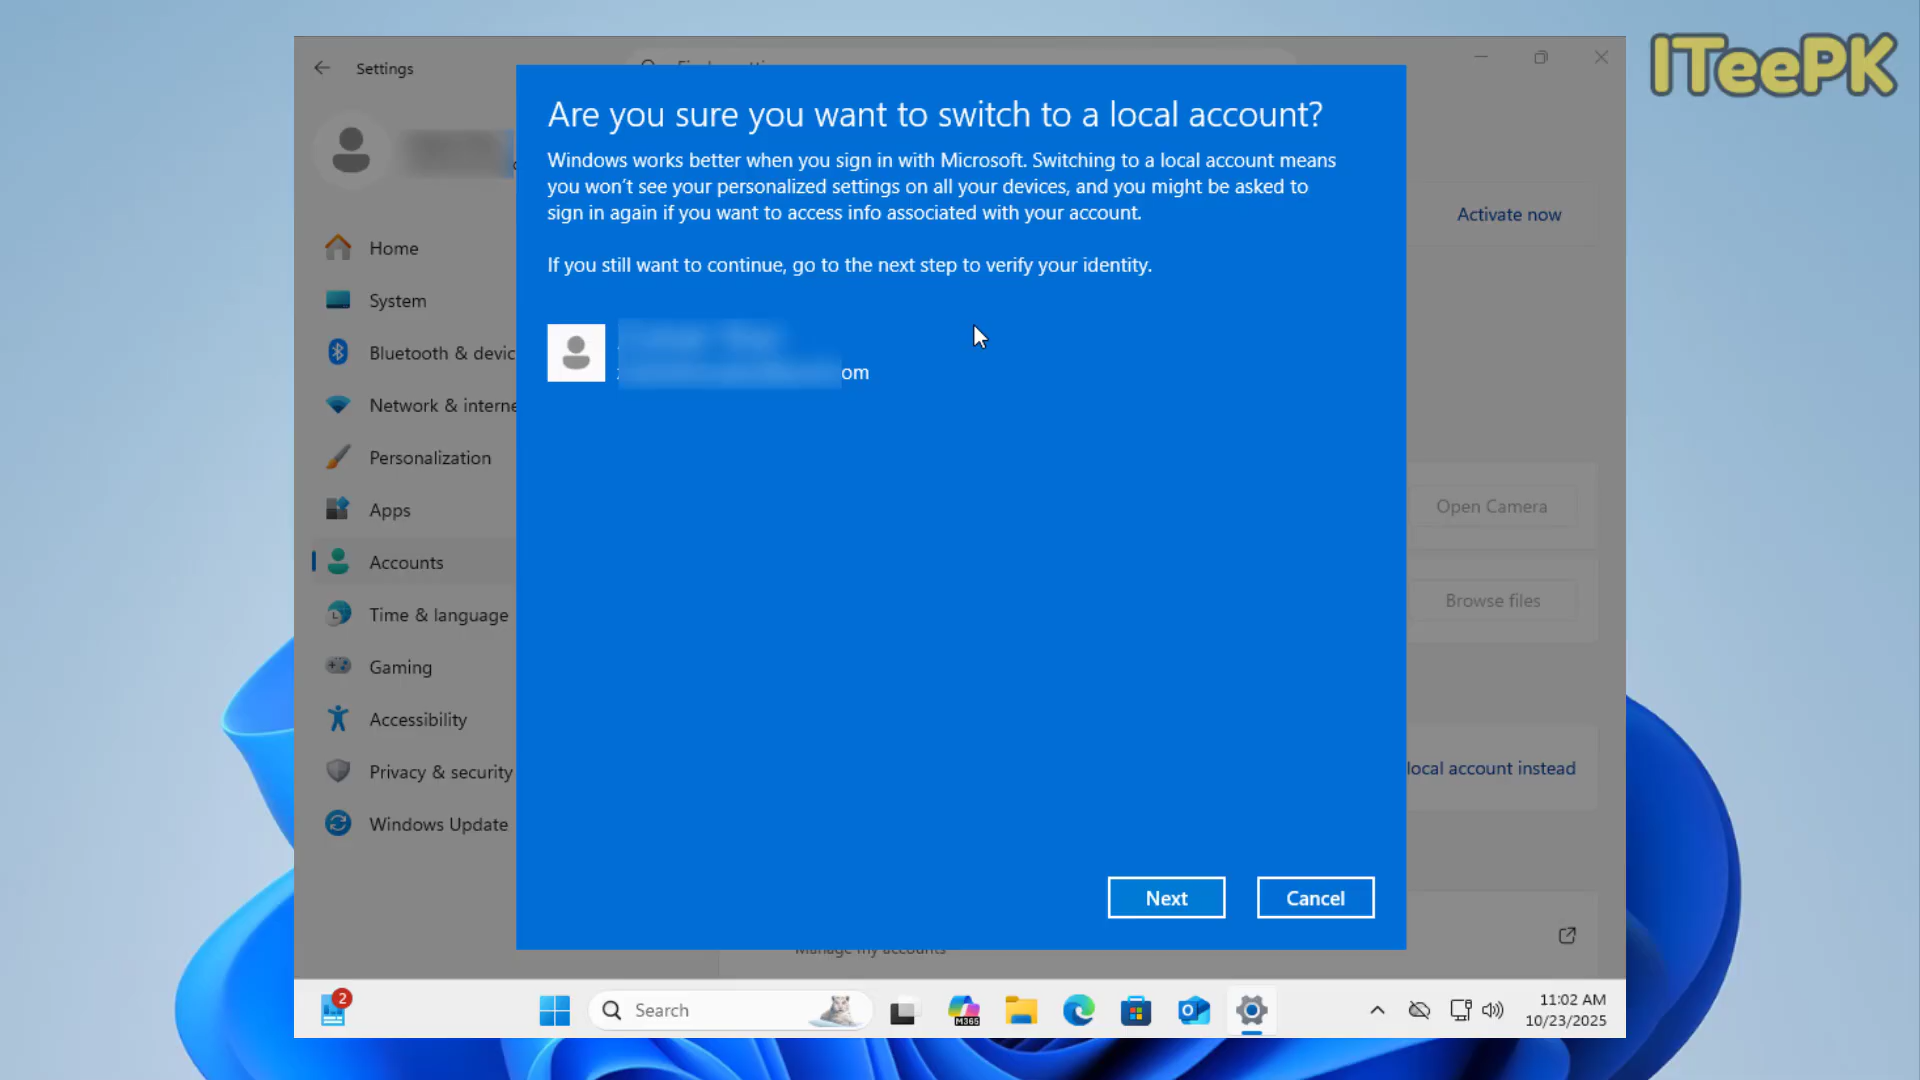 ITeePK
Settings
Are you sure you want to switch to a local account?
Windows works better when you sign in with Microsoft. Switching to a local account means
you won't see your personalized settings on all your devices, and you might be asked to
sign in again if you want to access info associated with your account.
If you still want to continue, go to the next step to verify your identity.
om
Activate now
Home
System
Bluetooth & devic
Network & interne
Personalization
Apps
Accounts
Time & language
Gaming
Accessibility
Privacy & security
Windows Update
Open Camera
Browse files
local account instead
Next
Cancel
Manage my accounts
2
Search
M365
11:02 AM
10/23/2025